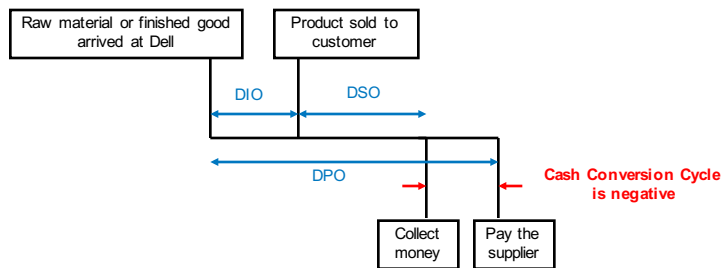 Raw material or finished good
arrived at Dell
Product sold to
customer
DIO
DSO
DPO
Cash Conversion Cycle
is negative
Collect
money
Pay the
supplier